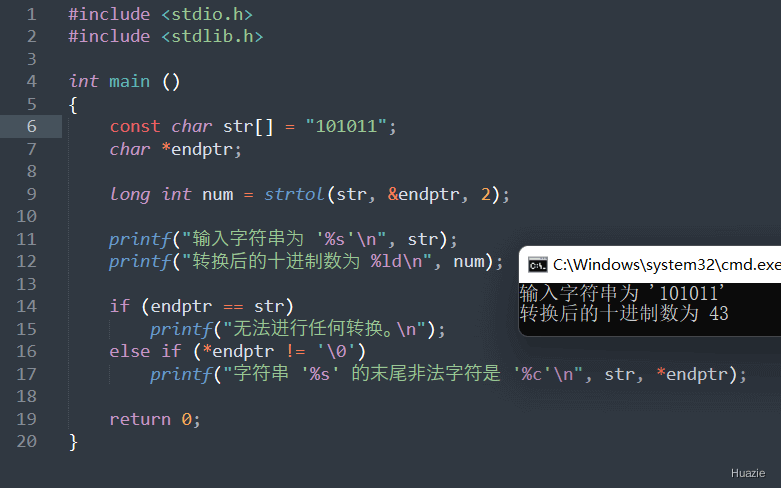 1 #include <stdio.h>
2 #include <stdlib.h>
3
4 int main ()
5 {
6     const char str[] = "101011";
7     char *endptr;
8
9     long int num = strtol(str, &endptr, 2);
10
11     printf("输入字符串为 '%s'\n", str);
12     printf("转换后的十进制数为 %ld\n", num);
13
14     if (endptr == str)
15         printf("无法进行任何转换。\n");
16     else if (*endptr != '\0')
17         printf("字符串 '%s' 的末尾非法字符是 '%c'\n", str, *endptr);
18
19     return 0;
20 }
C:\Windows\system32\cmd.exe
输入字符串为 '101011'
转换后的十进制数为 43
Huazie